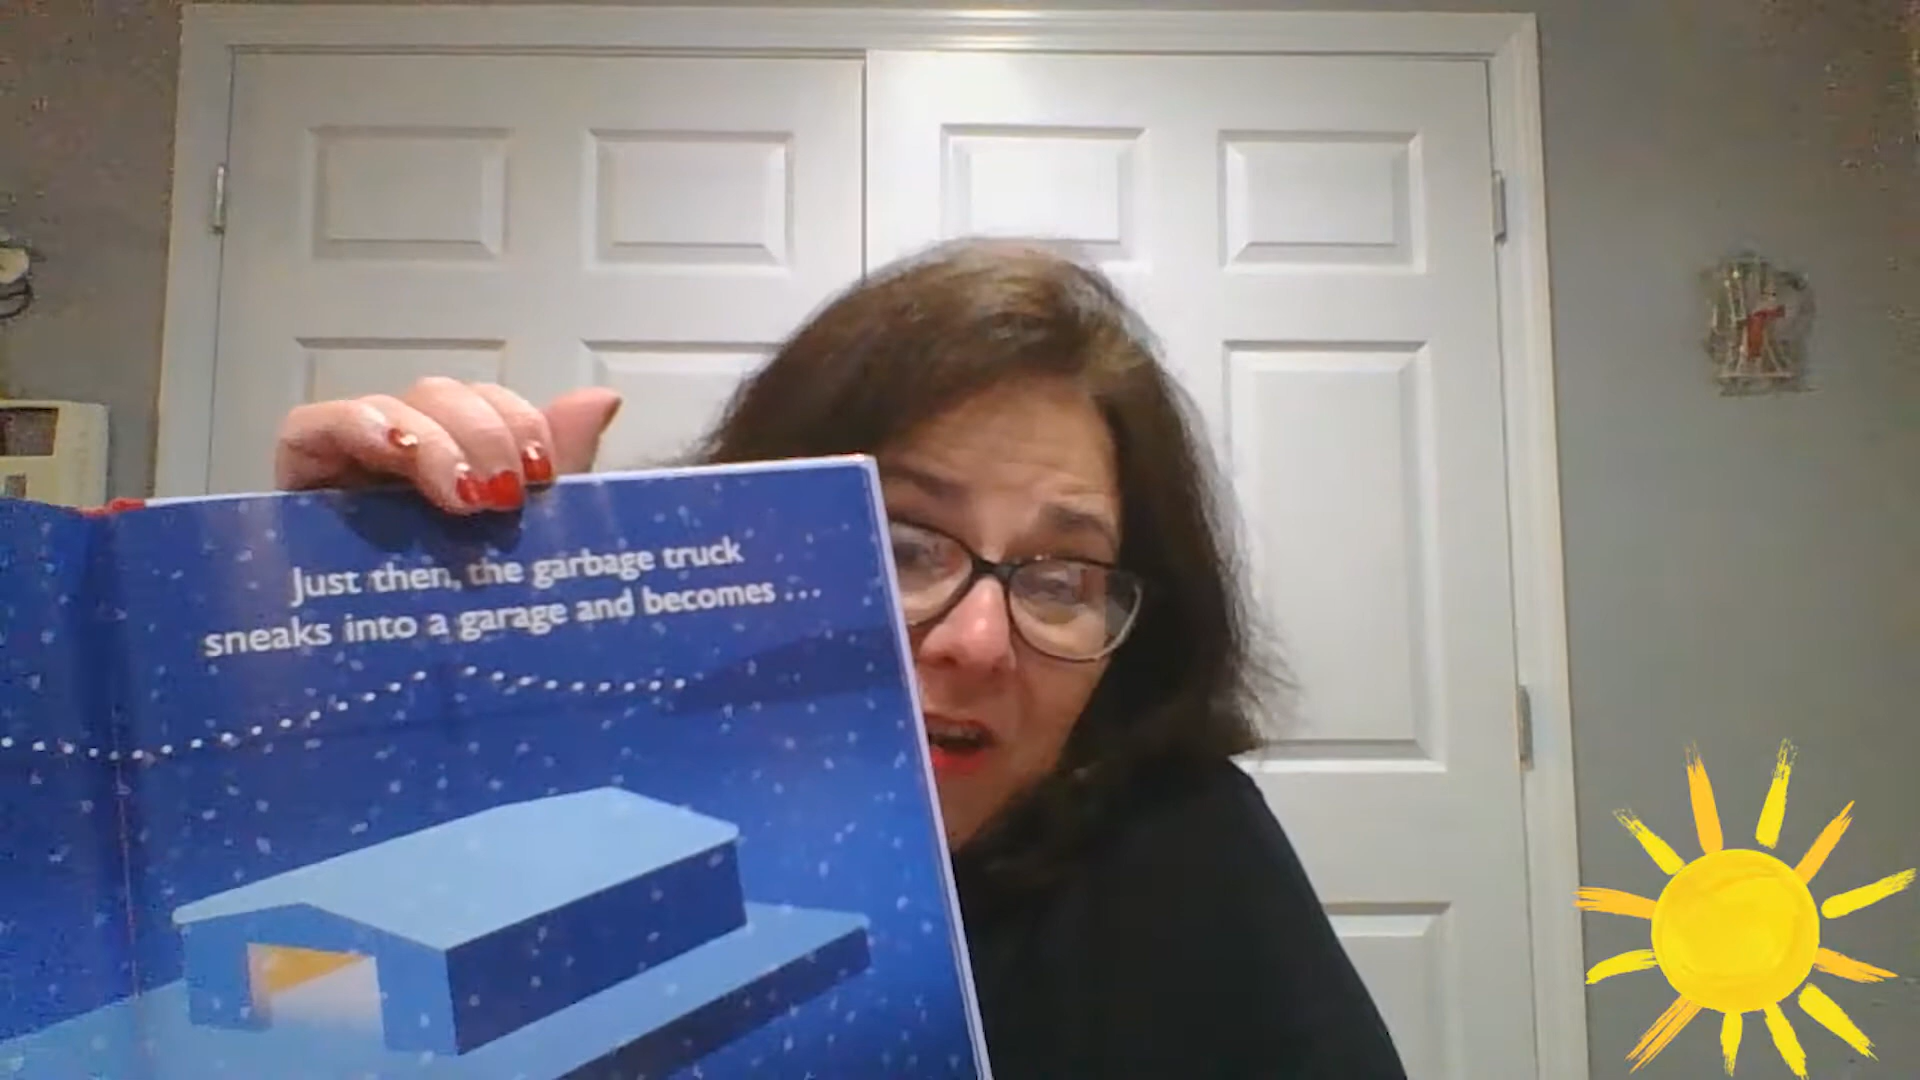 Just then, the garbage truck
sneaks into a garage and becomes ...